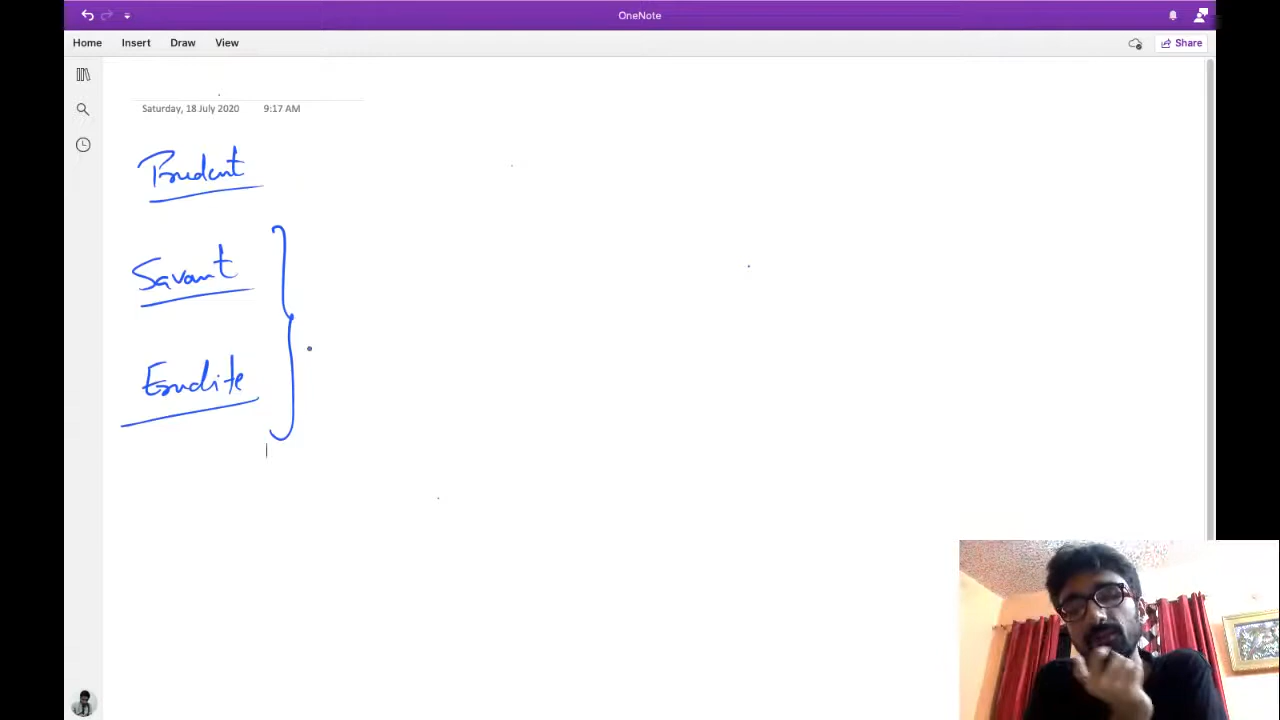 OneNote
Home Insert Draw View Share
Saturday, 18 July 2020 9:17 AM
Prudent
Savant
Erudite